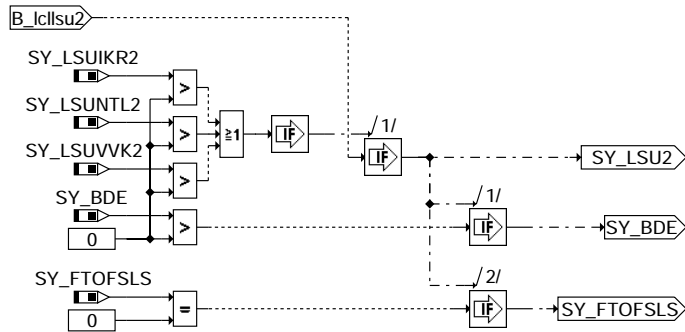 B_lcllsu2
SY_LSUIKR2
>
SY_LSUNTL2
>
≥1
IF
/1/
SY_LSUVVK2
>
IF
SY_LSU2
SY_BDE
0
>
/1/
IF
SY_BDE
SY_FTOFSLS
0
=
/2/
IF
SY_FTOFSLS